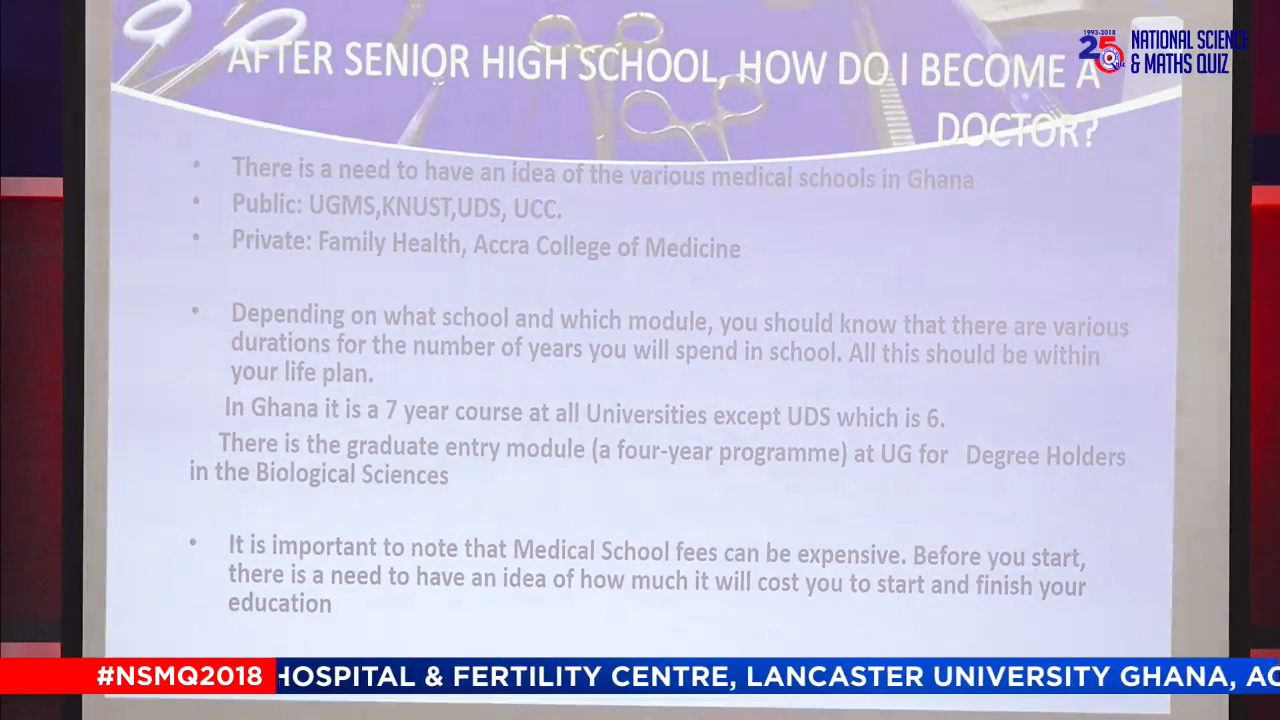 AFTER SENIOR HIGH SCHOOL, HOW DO I BECOME A
DOCTOR?
1993-2018
25
NATIONAL SCIENCE
& MATHS QUIZ
• There is a need to have an idea of the various medical schools in Ghana
• Public: UGMS,KNUST,UDS, UCC.
• Private: Family Health, Accra College of Medicine
• Depending on what school and which module, you should know that there are various
durations for the number of years you will spend in school. All this should be within
your life plan.
In Ghana it is a 7 year course at all Universities except UDS which is 6.
There is the graduate entry module (a four-year programme) at UG for Degree Holders
in the Biological Sciences
• It is important to note that Medical School fees can be expensive. Before you start,
there is a need to have an idea of how much it will cost you to start and finish your
education
#NSMQ2018 HOSPITAL & FERTILITY CENTRE, LANCASTER UNIVERSITY GHANA, AC